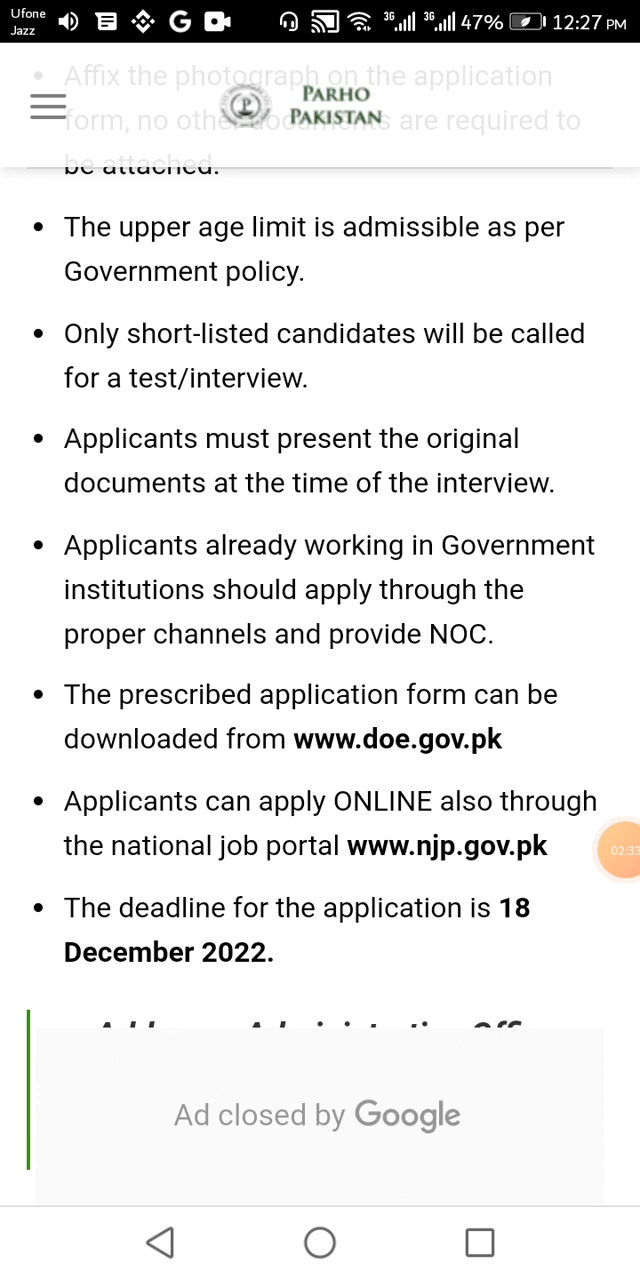 Ufone
Jazz
3G
3G
47%
12:27 PM
Affix the photograph on the application
PARHO
PAKISTAN
form, no other documents are required to
be attached.
• The upper age limit is admissible as per
Government policy.
• Only short-listed candidates will be called
for a test/interview.
• Applicants must present the original
documents at the time of the interview.
• Applicants already working in Government
institutions should apply through the
proper channels and provide NOC.
• The prescribed application form can be
downloaded from www.doe.gov.pk
• Applicants can apply ONLINE also through
the national job portal www.njp.gov.pk
02:33
• The deadline for the application is 18
December 2022.
Ad closed by Google